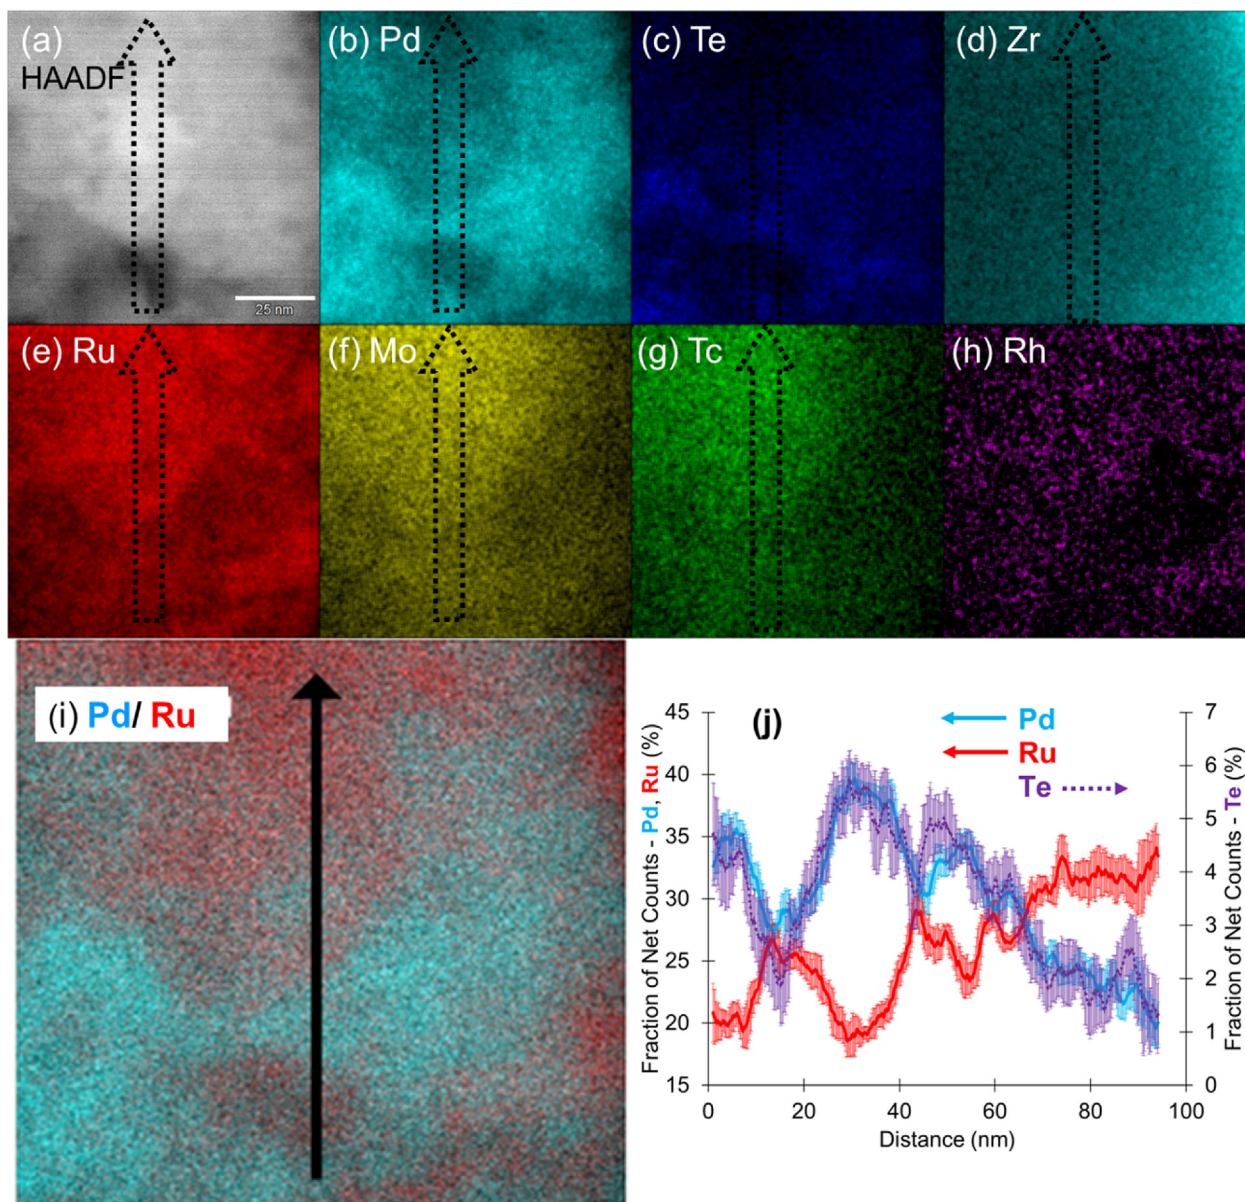 (a)
HAADF
25 nm
(b) Pd
(c) Te
(d) Zr
(e) Ru
(f) Mo
(g) Tc
(h) Rh
(i) Pd/ Ru
(j)
Pd
Ru
Te
Fraction of Net Counts - Pd, Ru (%)
45
40
35
30
25
20
15
Fraction of Net Counts - Te (%)
7
6
5
4
3
2
1
0
0 20 40 60 80 100
Distance (nm)